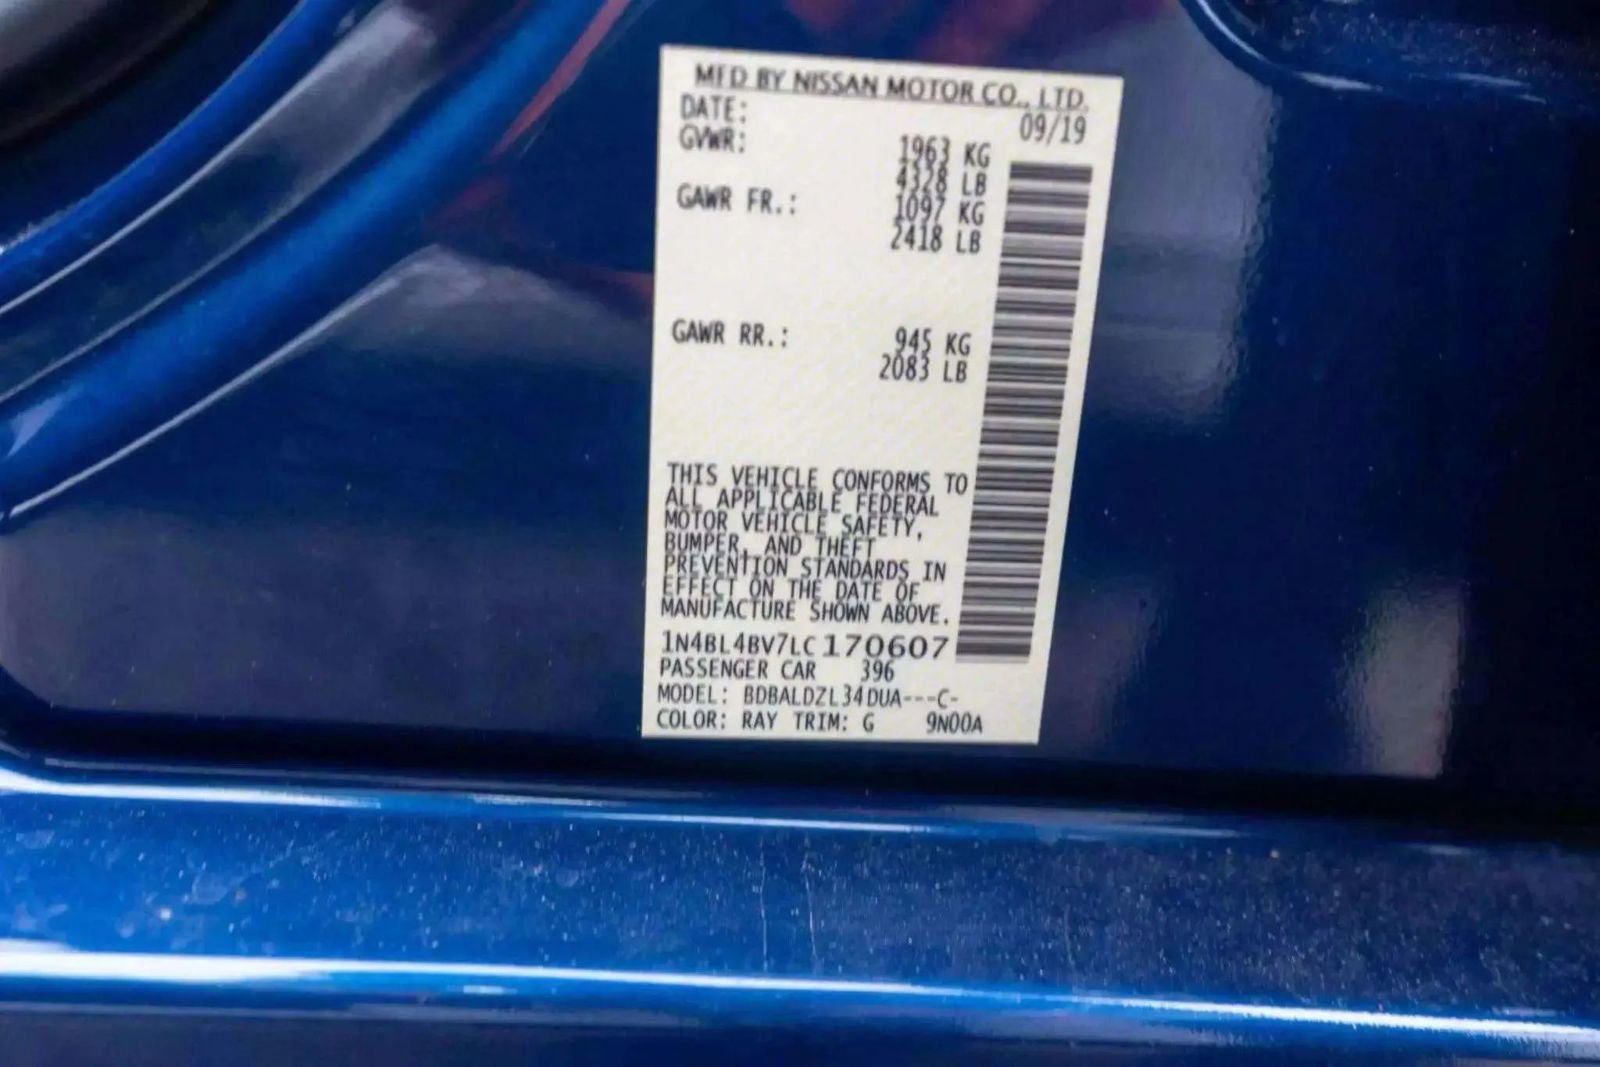 MFD BY NISSAN MOTOR CO., LTD.
DATE: 09/19
GVWR: 1963 KG
4328 LB
GAWR FR.: 1097 KG
2418 LB
GAWR RR.: 945 KG
2083 LB
THIS VEHICLE CONFORMS TO
ALL APPLICABLE FEDERAL
MOTOR VEHICLE SAFETY,
BUMPER, AND THEFT
PREVENTION STANDARDS IN
EFFECT ON THE DATE OF
MANUFACTURE SHOWN ABOVE.
1N4BL4BV7LC170607
PASSENGER CAR 396
MODEL: BDBALDZL34DUA---C-
COLOR: RAY TRIM: G 9N00A